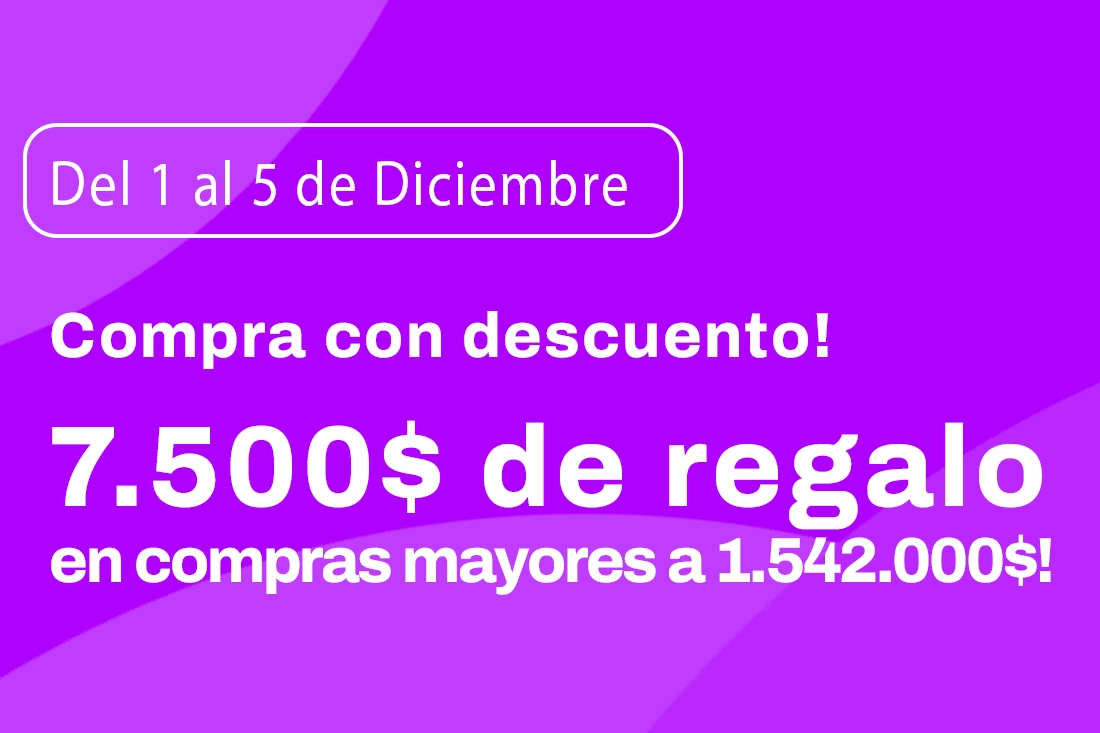 Del 1 al 5 de Diciembre
Compra con descuento!
7.500$ de regalo
en compras mayores a 1.542.000$!